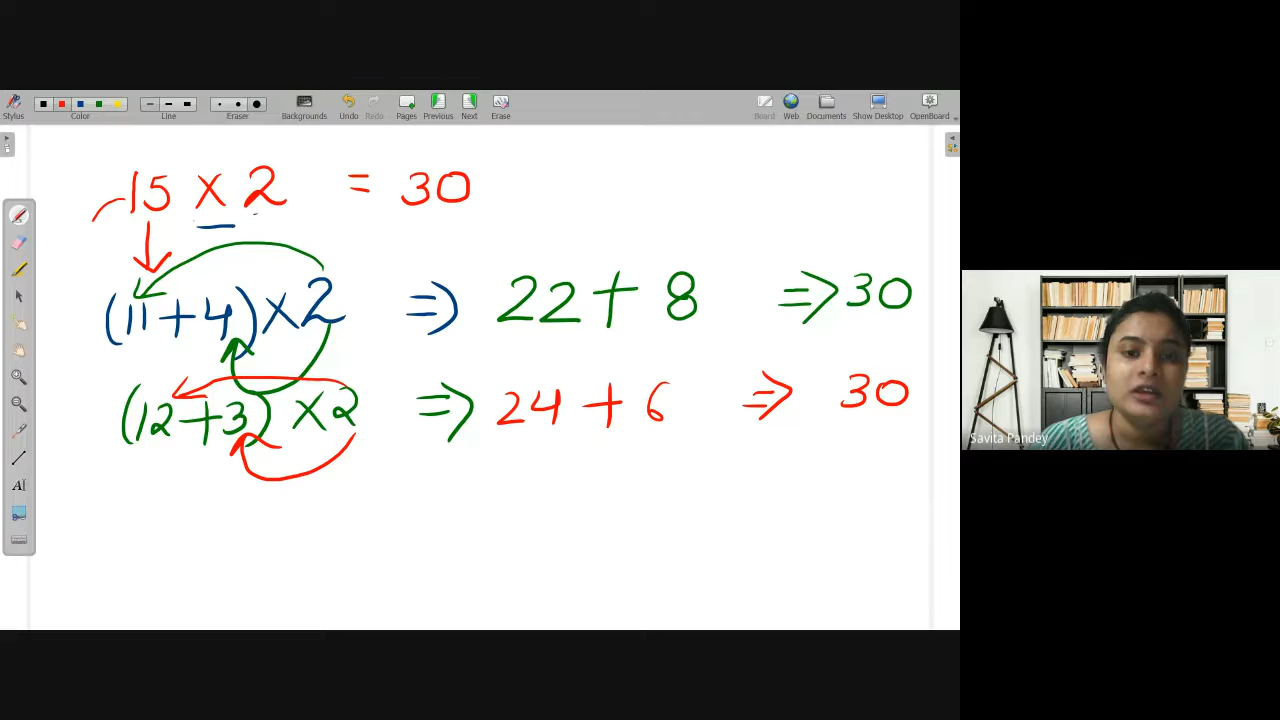 Stylus
Color
Line
Eraser
Backgrounds
Undo
Redo
Pages
Previous
Next
Erase
Board
Web
Documents
Show Desktop
OpenBoard
15 × 2 = 30
(11+4)×2 ⇒ 22 + 8 ⇒ 30
(12+3) ×2 ⇒ 24 + 6 ⇒ 30
Savita Pandey